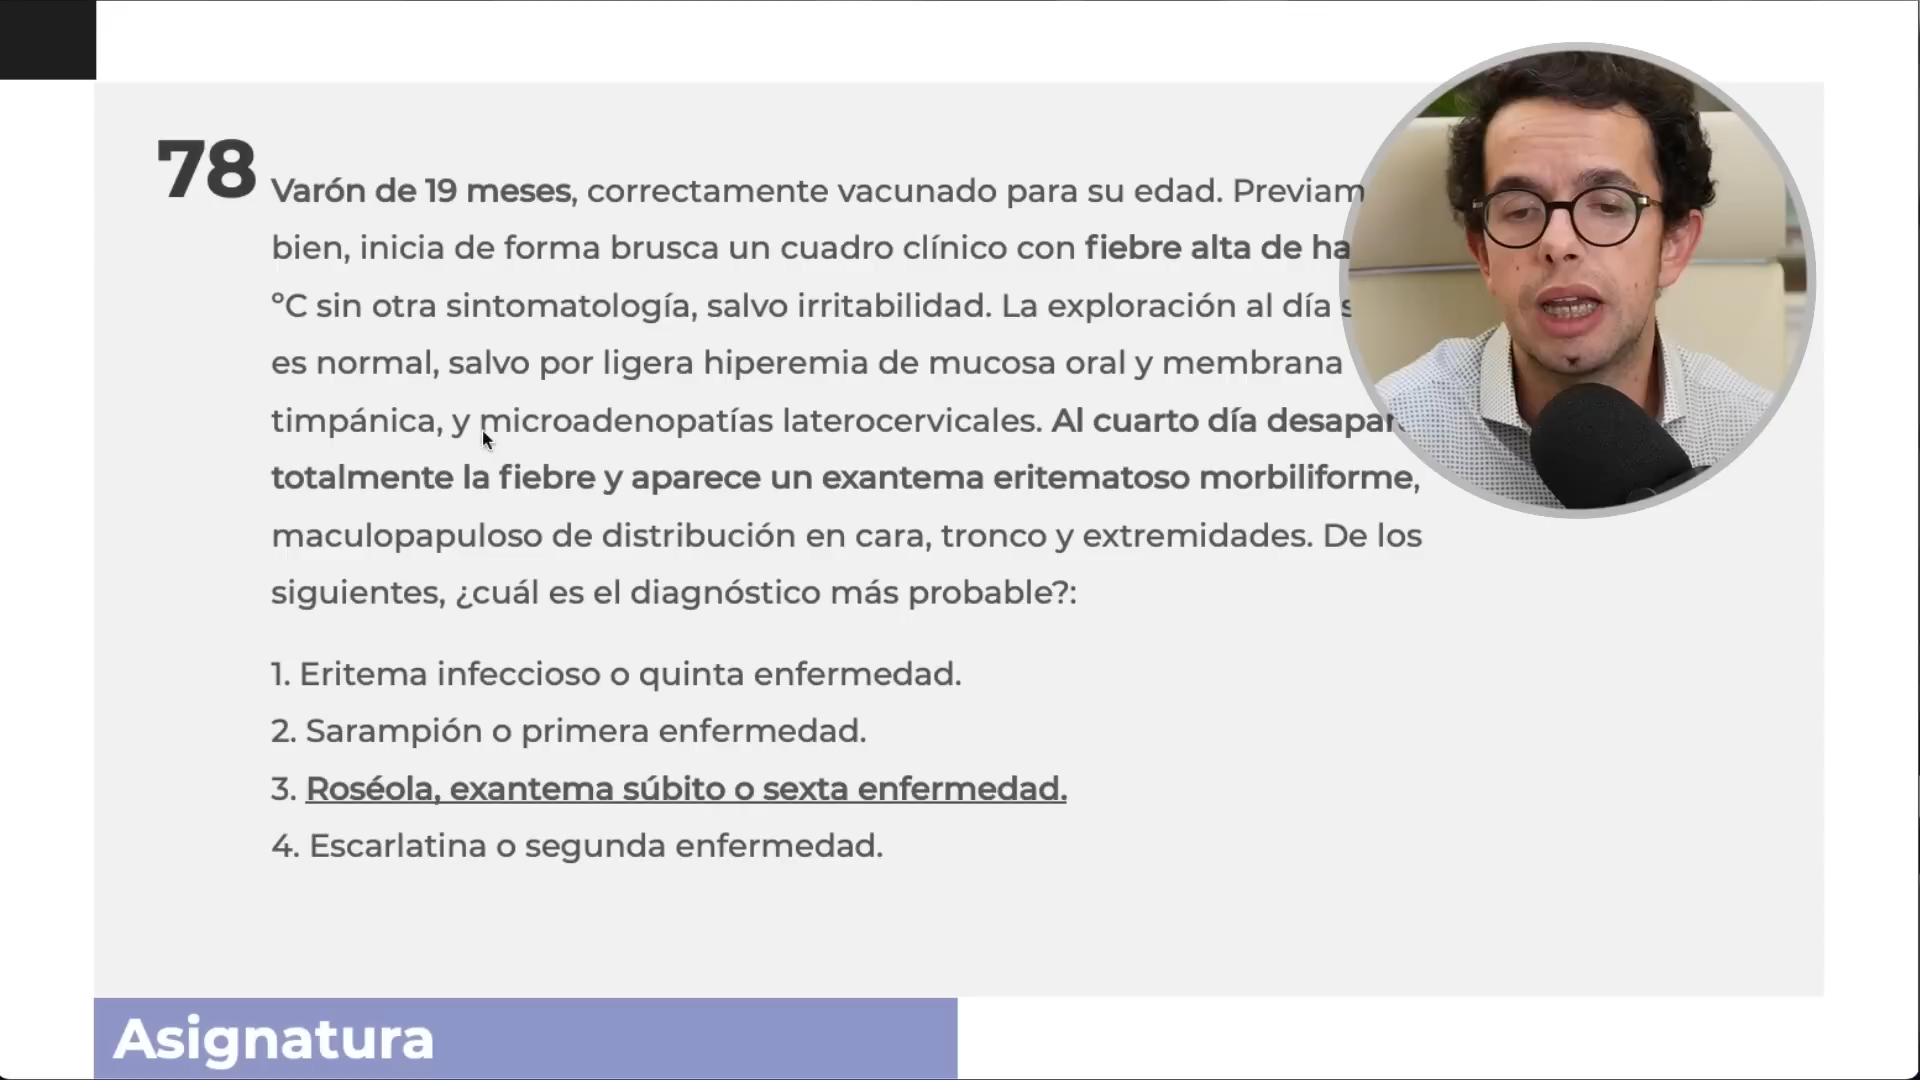 78
Varón de 19 meses, correctamente vacunado para su edad.
bien, inicia de forma brusca un cuadro clínico con fiebre alta de
ºC sin otra sintomatología, salvo irritabilidad. La exploración al día
es normal, salvo por ligera hiperemia de mucosa oral y membrana
timpánica, y microadenopatías laterocervicales. Al cuarto día
totalmente la fiebre y aparece un exantema eritematoso morbiliforme,
maculopapuloso de distribución en cara, tronco y extremidades. De los
siguientes, ¿cuál es el diagnóstico más probable?:
1. Eritema infeccioso o quinta enfermedad.
2. Sarampión o primera enfermedad.
3. Roséola, exantema súbito o sexta enfermedad.
4. Escarlatina o segunda enfermedad.
Asignatura